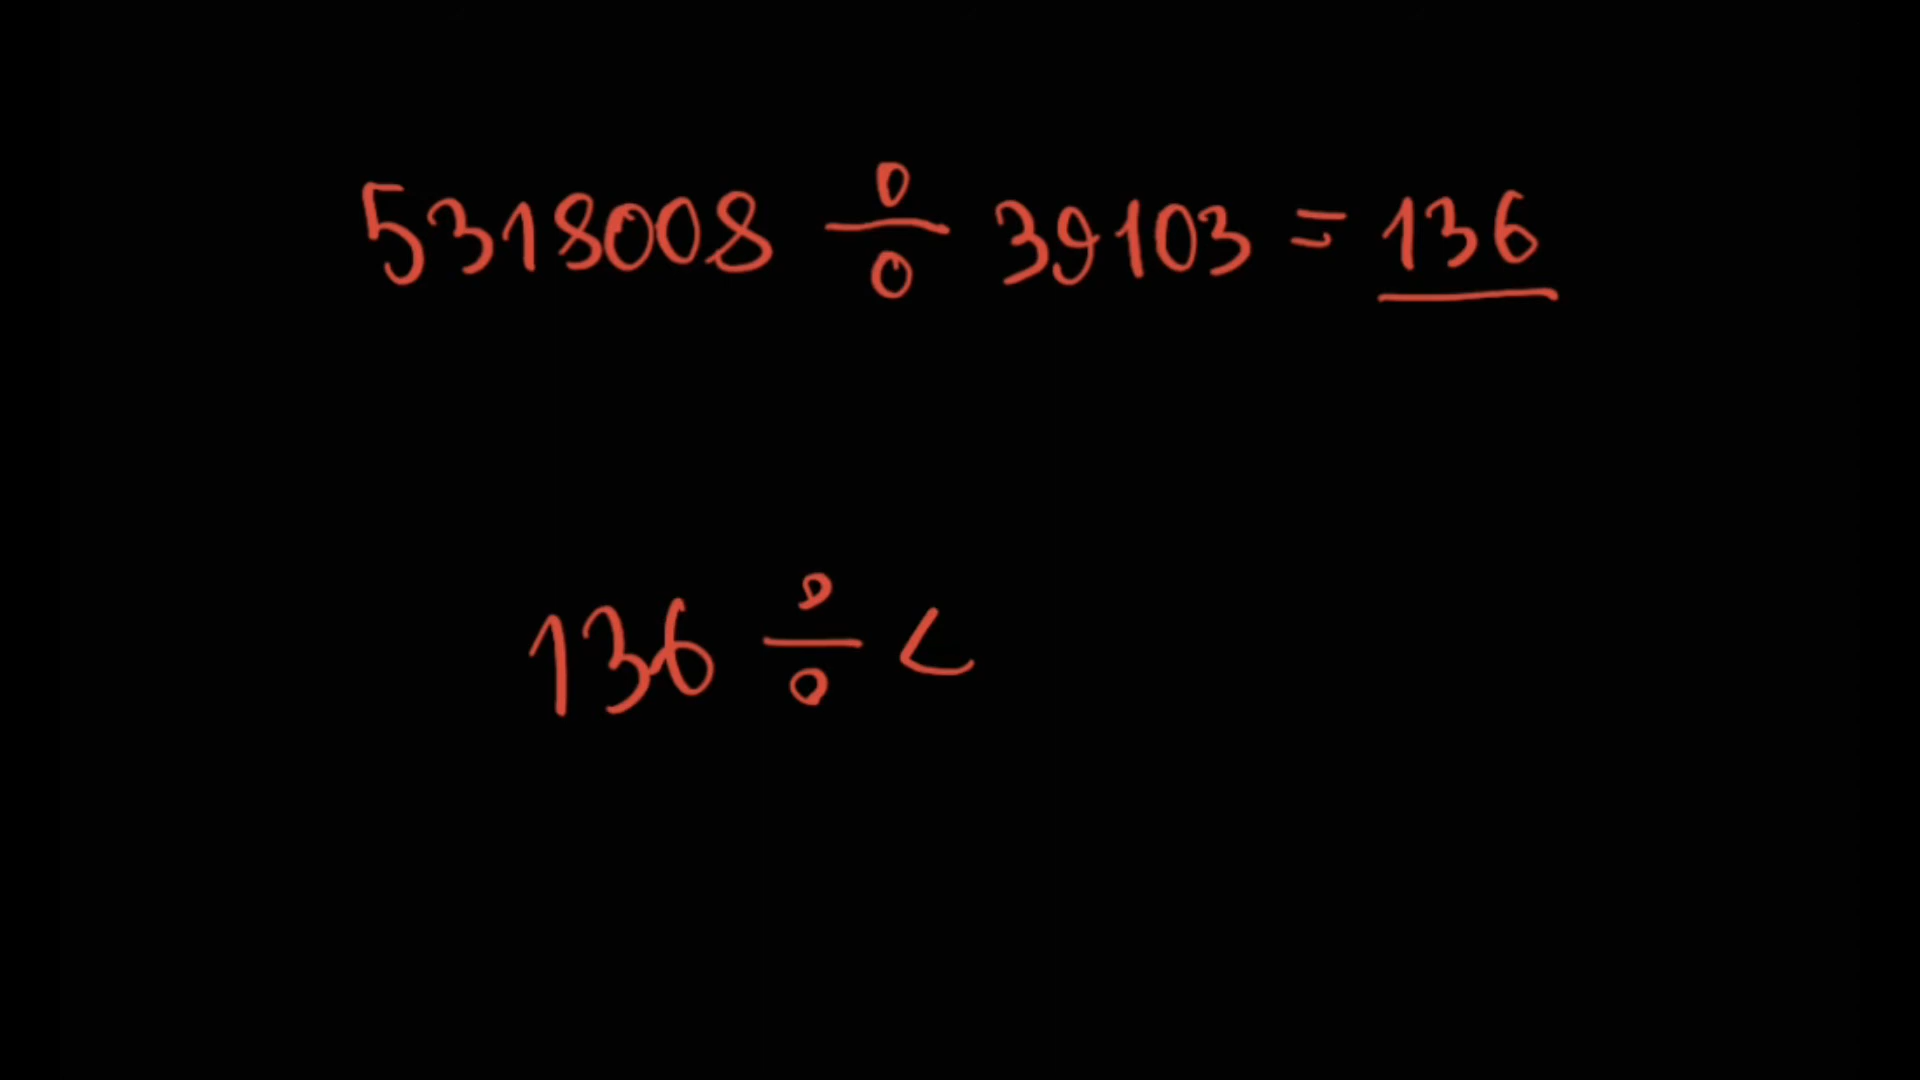 5318008 ÷ 39103 = 136
136 ÷ <